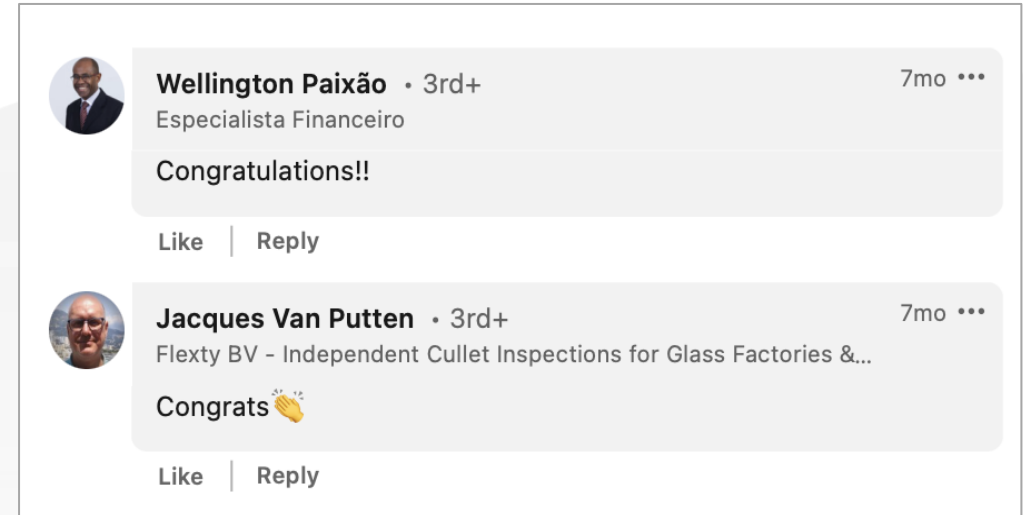 Wellington Paixão • 3rd+ 7mo •••
Especialista Financeiro
Congratulations!!
Like | Reply
Jacques Van Putten • 3rd+ 7mo •••
Flexty BV - Independent Cullet Inspections for Glass Factories &...
Congrats👏
Like | Reply